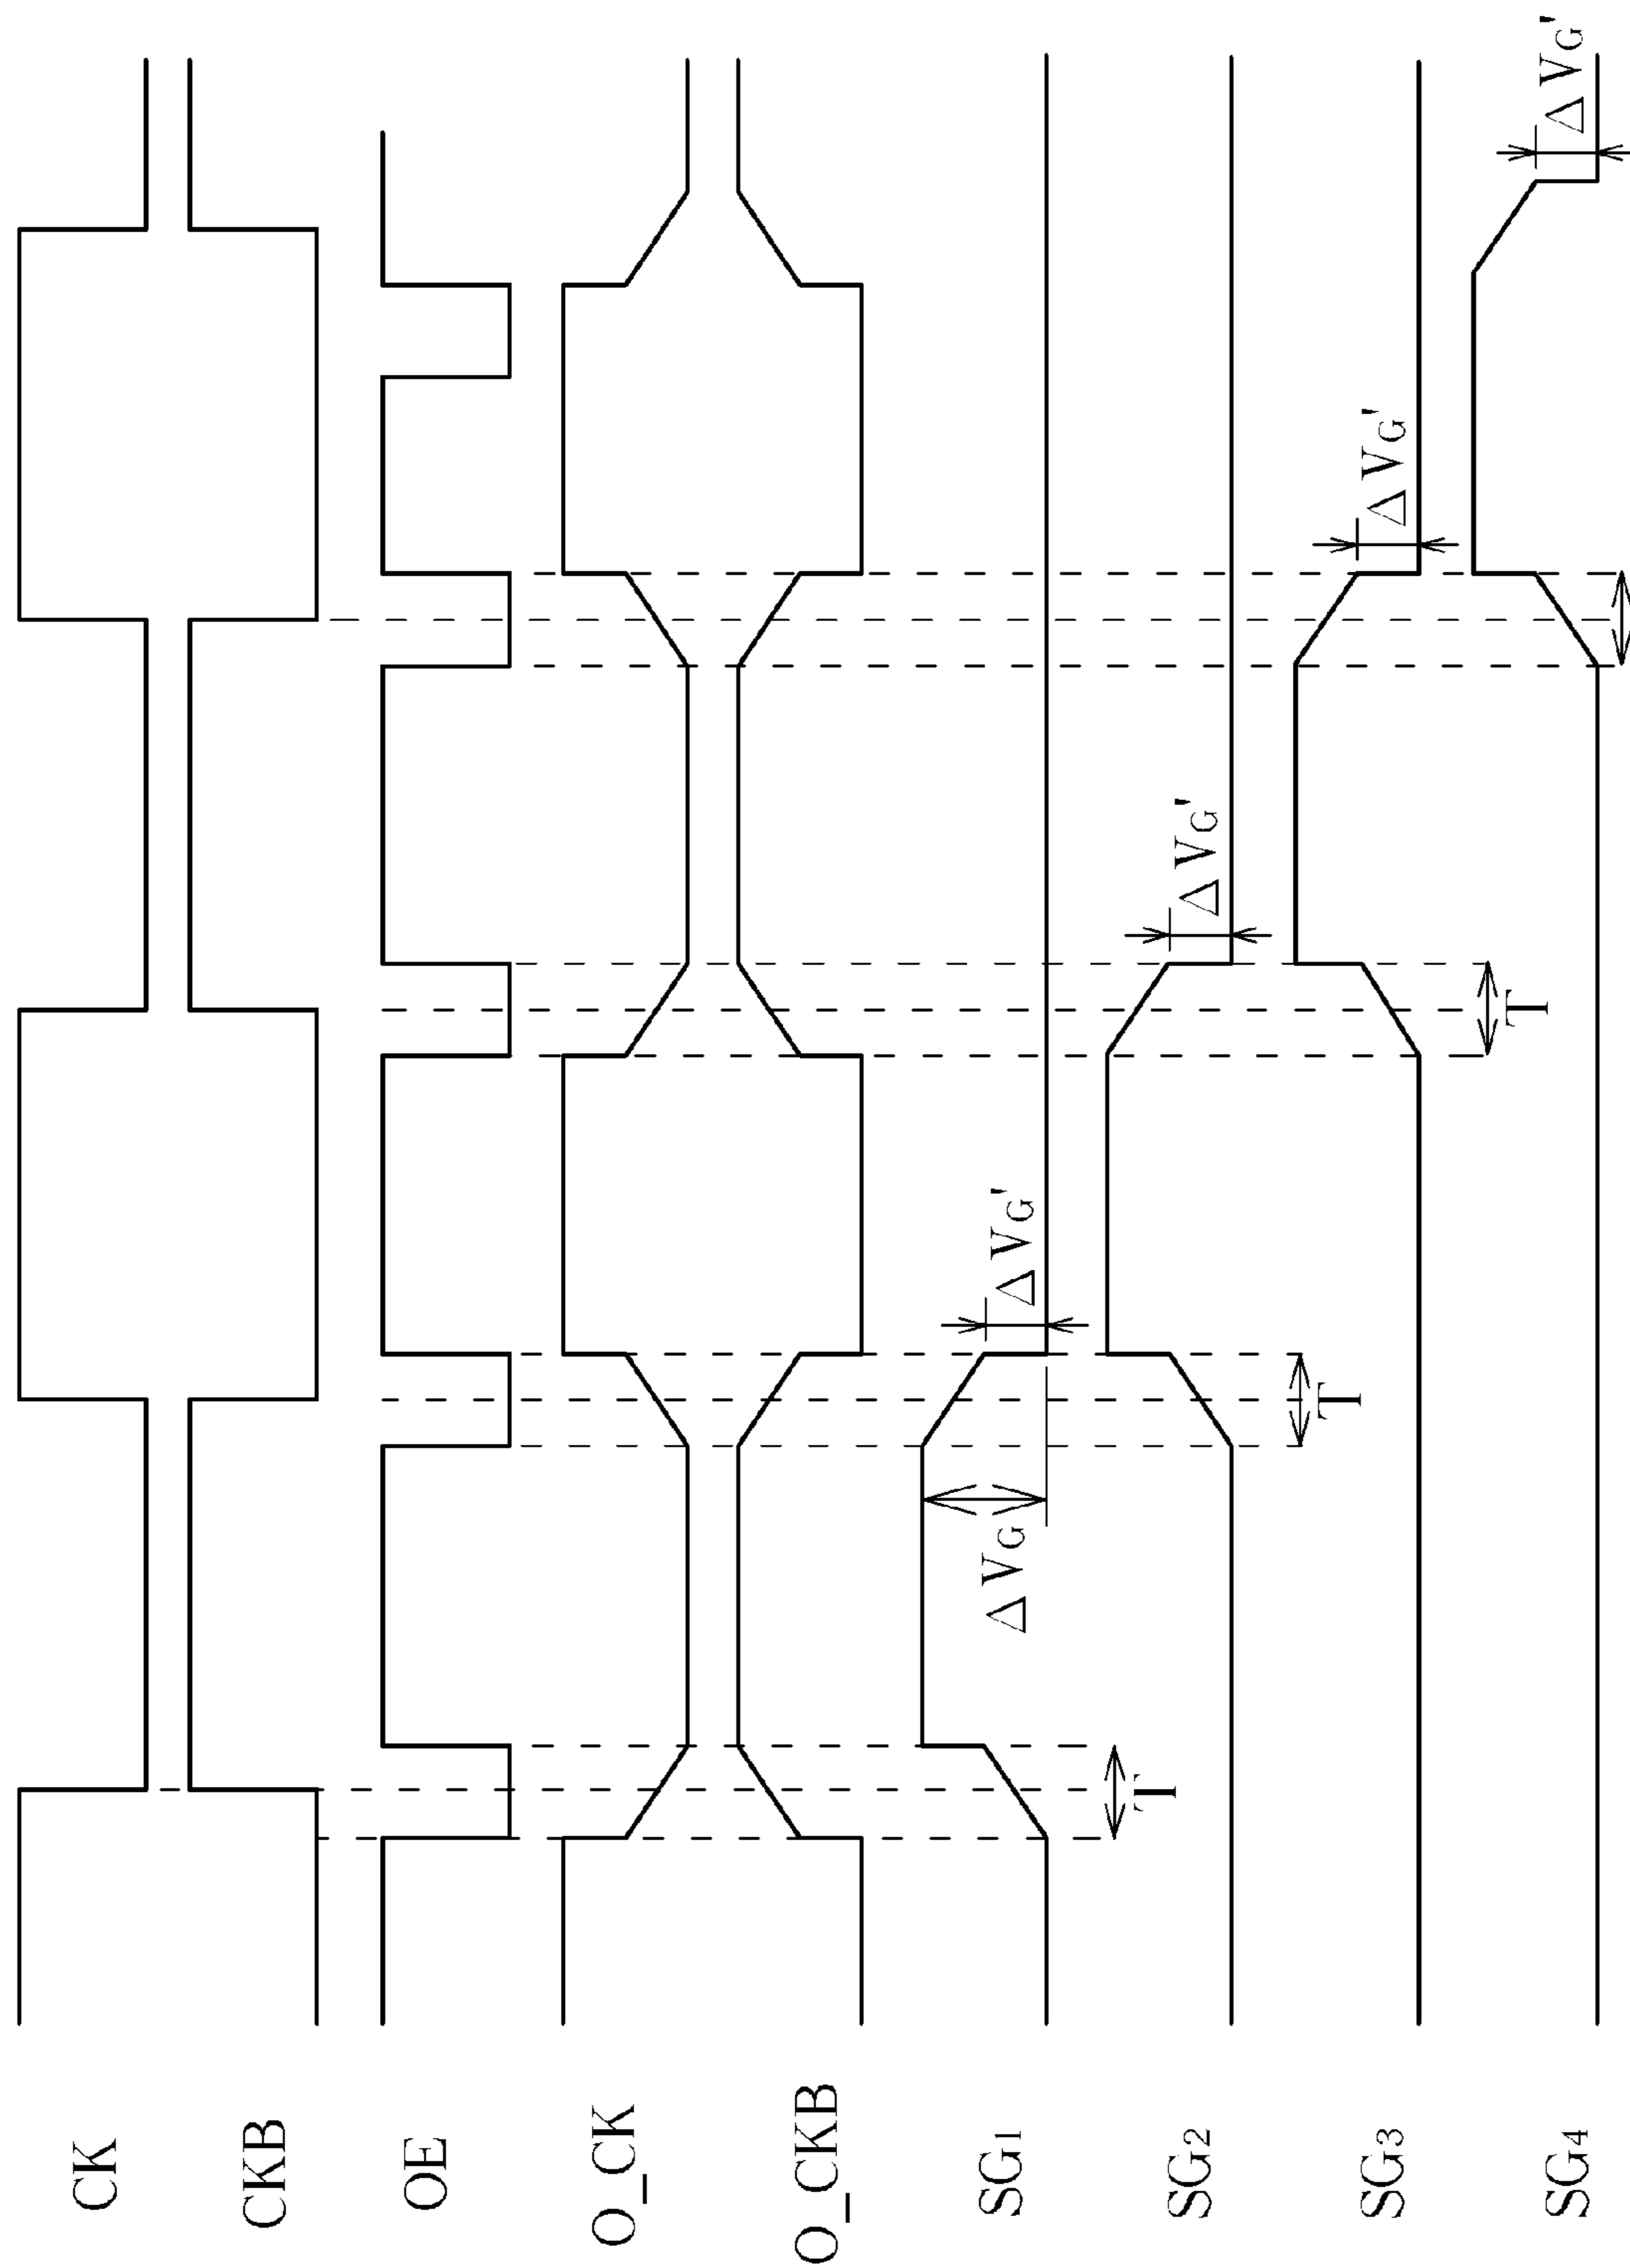 CK
CKB
OE
O_CK
O_CKB
SG1
SG2
SG3
SG4
T
ΔVG
ΔVG'
T
ΔVG'
T
ΔVG'
ΔVG'